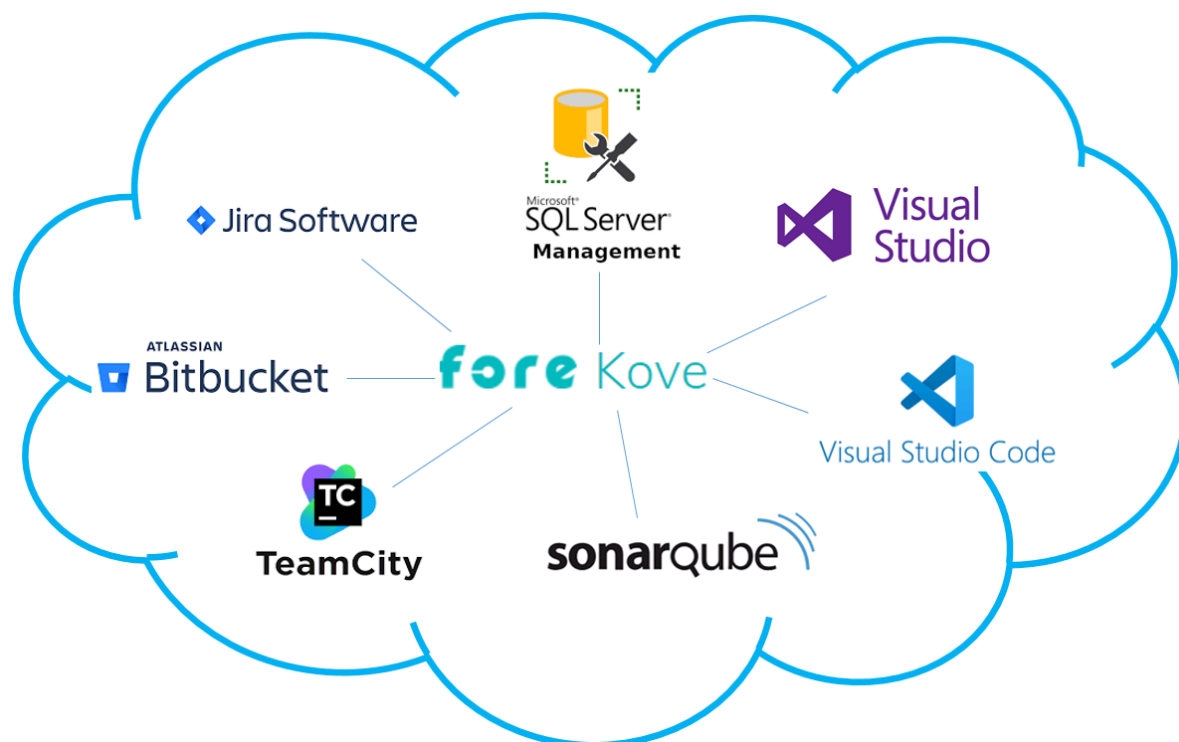 Microsoft®
SQL Server®
Management
Jira Software
Visual
Studio
ATLASSIAN
Bitbucket
fore Kove
Visual Studio Code
TC
TeamCity
sonarqube